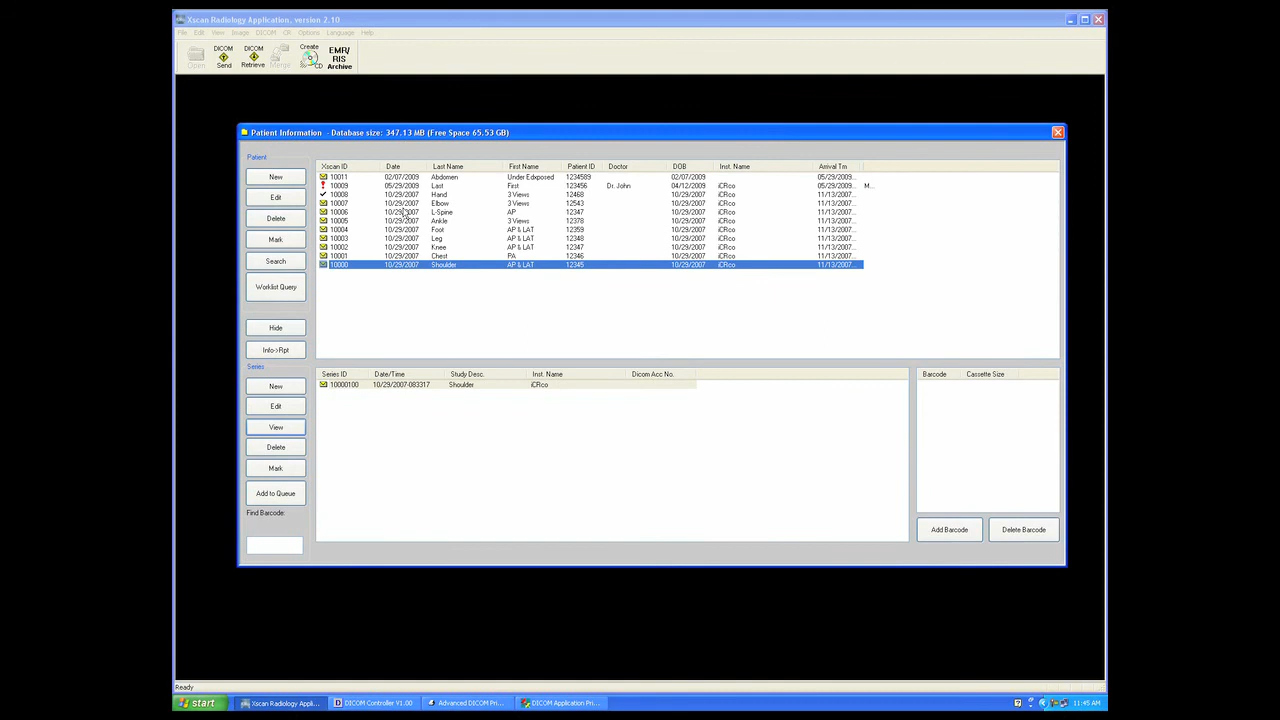 Xscan Radiology Application, version 2.10
File Edit View Image DICOM CR Options Language Help
Open DICOM Send DICOM Retrieve Merge Create CD EMR/ RIS Archive
Patient Information - Database size: 347.13 MB (Free Space 65.53 GB)
Patient
New
Edit
Delete
Mark
Search
Worklist Query
Hide
Info->Rpt
Xscan ID Date Last Name First Name Patient ID Doctor DOB Inst. Name Arrival Tm
10011 02/07/2009 Abdomen Under Edxposed 1234589 02/07/2009 05/29/2009...
10009 05/29/2009 Last First 123456 Dr. John 04/12/2009 iCRco 05/29/2009... M...
10008 10/29/2007 Hand 3 Views 12468 10/29/2007 iCRco 11/13/2007...
10007 10/29/2007 Elbow 3 Views 12543 10/29/2007 iCRco 11/13/2007...
10006 10/29/2007 L-Spine AP 12347 10/29/2007 iCRco 11/13/2007...
10005 10/29/2007 Ankle 3 Views 12378 10/29/2007 iCRco 11/13/2007...
10004 10/29/2007 Foot AP & LAT 12359 10/29/2007 iCRco 11/13/2007...
10003 10/29/2007 Leg AP & LAT 12348 10/29/2007 iCRco 11/13/2007...
10002 10/29/2007 Knee AP & LAT 12347 10/29/2007 iCRco 11/13/2007...
10001 10/29/2007 Chest PA 12346 10/29/2007 iCRco 11/13/2007...
10000 10/29/2007 Shoulder AP & LAT 12345 10/29/2007 iCRco 11/13/2007...
Series
New
Edit
View
Delete
Mark
Add to Queue
Find Barcode:
Series ID Date/Time Study Desc. Inst. Name Dicom Acc No.
10000100 10/29/2007-083317 Shoulder iCRco
Barcode Cassette Size
Add Barcode Delete Barcode
Ready
start Xscan Radiology Appli... DICOM Controller V1.00 Advanced DICOM Pri... DICOM Application Pri... 11:45 AM